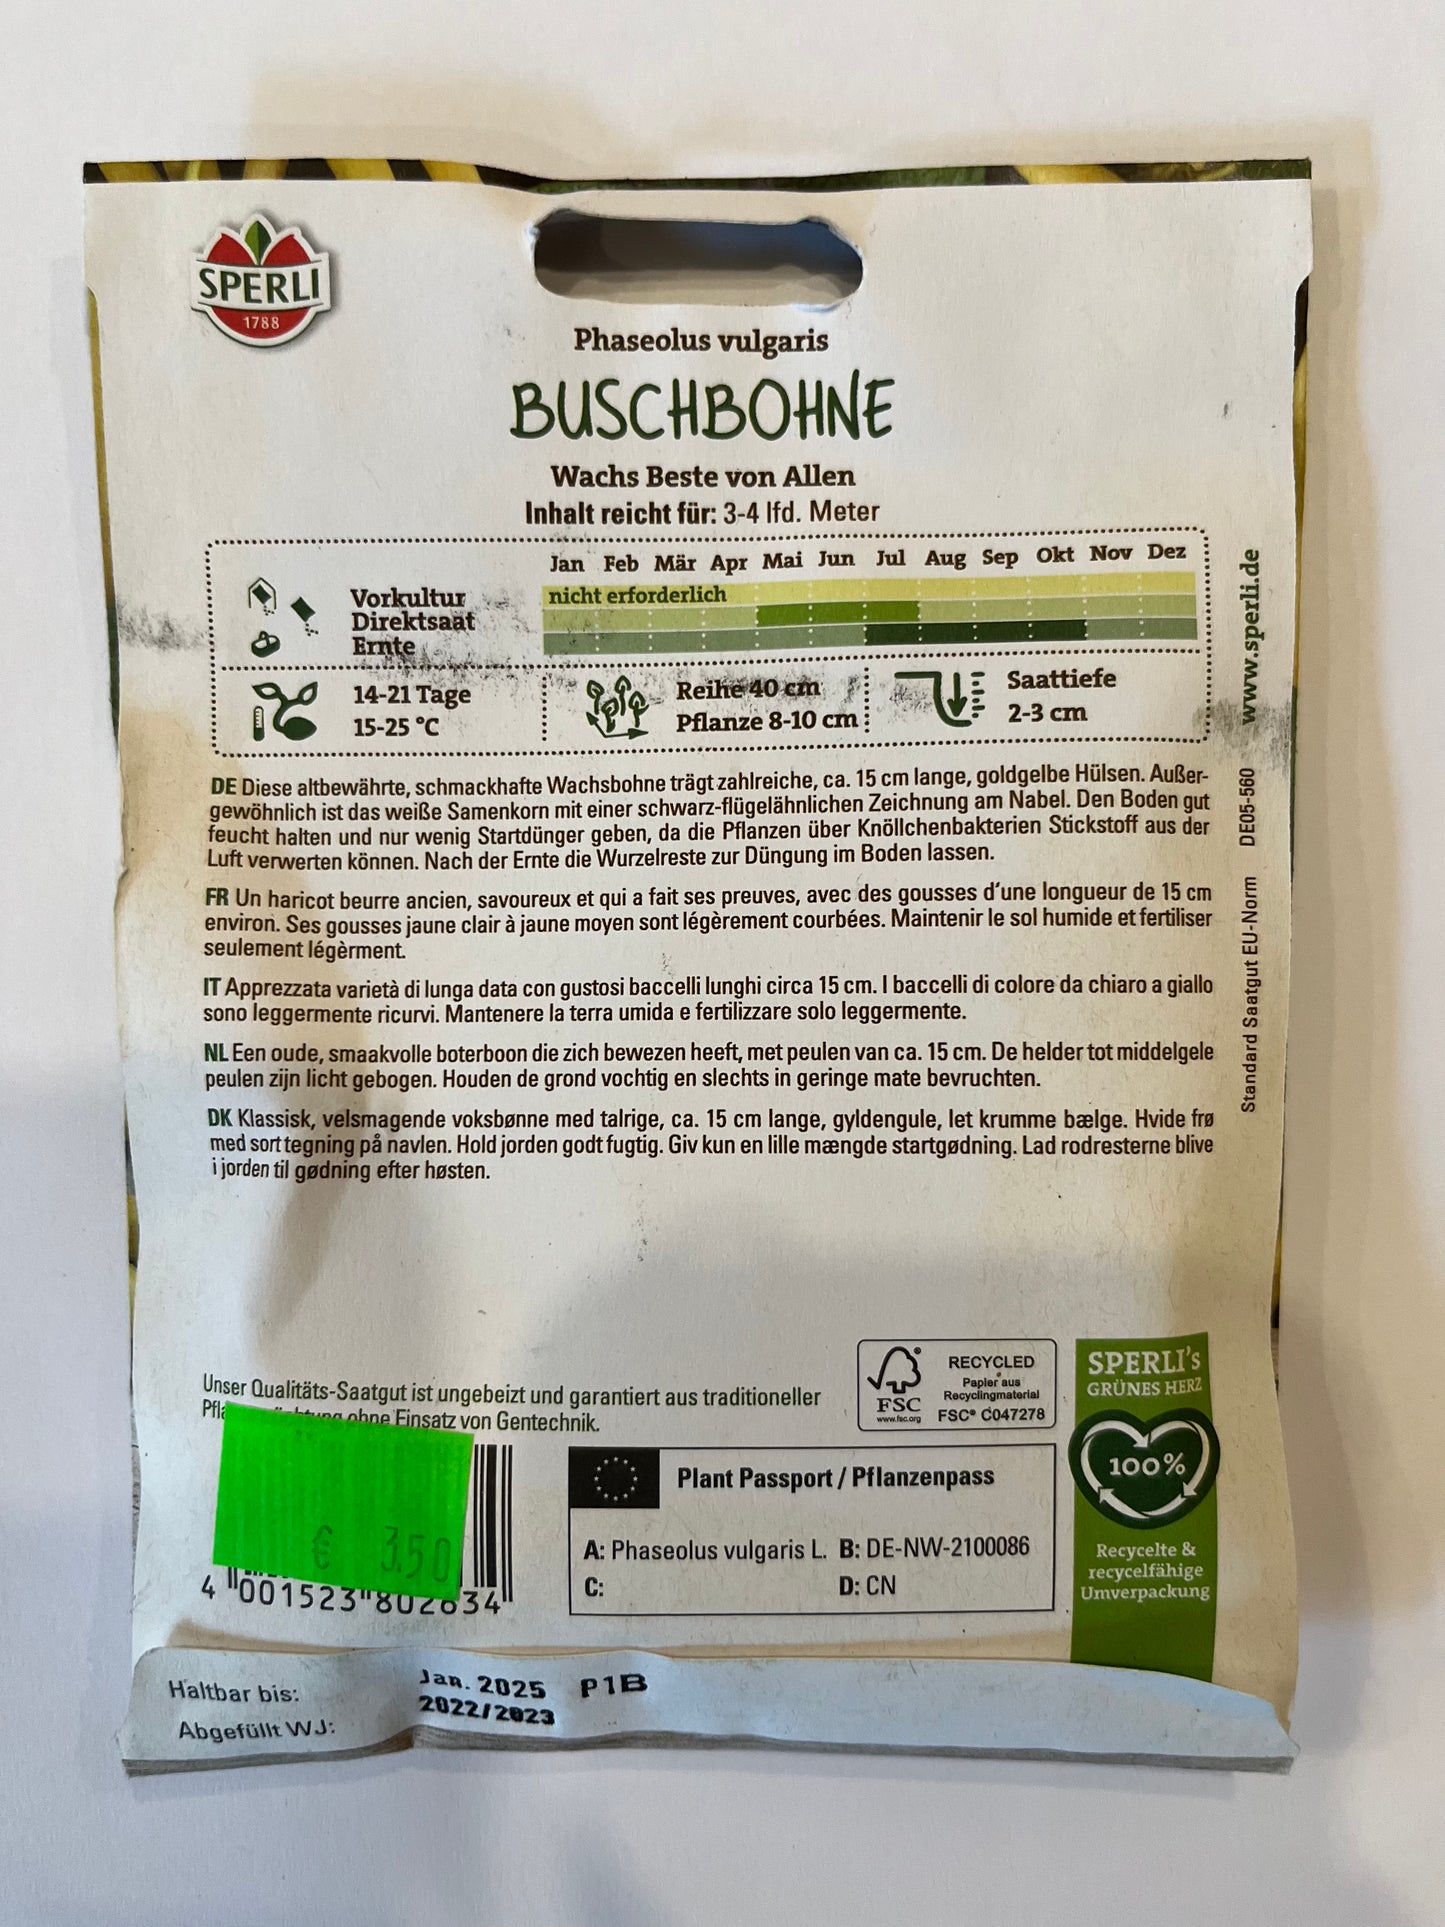 SPERLI
1788
Phaseolus vulgaris
BUSCHBOHNE
Wachs Beste von Allen
Inhalt reicht für: 3-4 lfd. Meter
Jan Feb Mär Apr Mai Jun Jul Aug Sep Okt Nov Dez
Vorkultur nicht erforderlich
Direktsaat
Ernte
14-21 Tage
15-25 °C
Reihe 40 cm
Pflanze 8-10 cm
Saattiefe
2-3 cm
DE Diese altbewährte, schmackhafte Wachsbohne trägt zahlreiche, ca. 15 cm lange, goldgelbe Hülsen. Außer-
gewöhnlich ist das weiße Samenkorn mit einer schwarz-flügelähnlichen Zeichnung am Nabel. Den Boden gut
feucht halten und nur wenig Startdünger geben, da die Pflanzen über Knöllchenbakterien Stickstoff aus der
Luft verwerten können. Nach der Ernte die Wurzelreste zur Düngung im Boden lassen.
FR Un haricot beurre ancien, savoureux et qui a fait ses preuves, avec des gousses d'une longueur de 15 cm
environ. Ses gousses jaune clair à jaune moyen sont légèrement courbées. Maintenir le sol humide et fertiliser
seulement légèrment.
IT Apprezzata varietà di lunga data con gustosi baccelli lunghi circa 15 cm. I baccelli di colore da chiaro a giallo
sono leggermente ricurvi. Mantenere la terra umida e fertilizzare solo leggermente.
NL Een oude, smaakvolle boterboon die zich bewezen heeft, met peulen van ca. 15 cm. De helder tot middelgele
peulen zijn licht gebogen. Houden de grond vochtig en slechts in geringe mate bevruchten.
DK Klassisk, velsmagende voksbønne med talrige, ca. 15 cm lange, gyldengule, let krumme bælge. Hvide frø
med sort tegning på navlen. Hold jorden godt fugtig. Giv kun en lille mængde startgødning. Lad rodresterne blive
i jorden til gødning efter høsten.
Standard Saatgut EU-Norm DE05-560 www.sperli.de
Unser Qualitäts-Saatgut ist ungebeizt und garantiert aus traditioneller
ohne Einsatz von Gentechnik.
FSC®
www.fsc.org
RECYCLED
Papier aus
Recyclingmaterial
FSC® C047278
SPERLI's
GRÜNES HERZ
100%
Recycelte &
recycelfähige
Umverpackung
Plant Passport / Pflanzenpass
A: Phaseolus vulgaris L. B: DE-NW-2100086
C: D: CN
€ 3.50
4 001523 802634
Haltbar bis: Jan. 2025 P1B
Abgefüllt WJ: 2022/2023